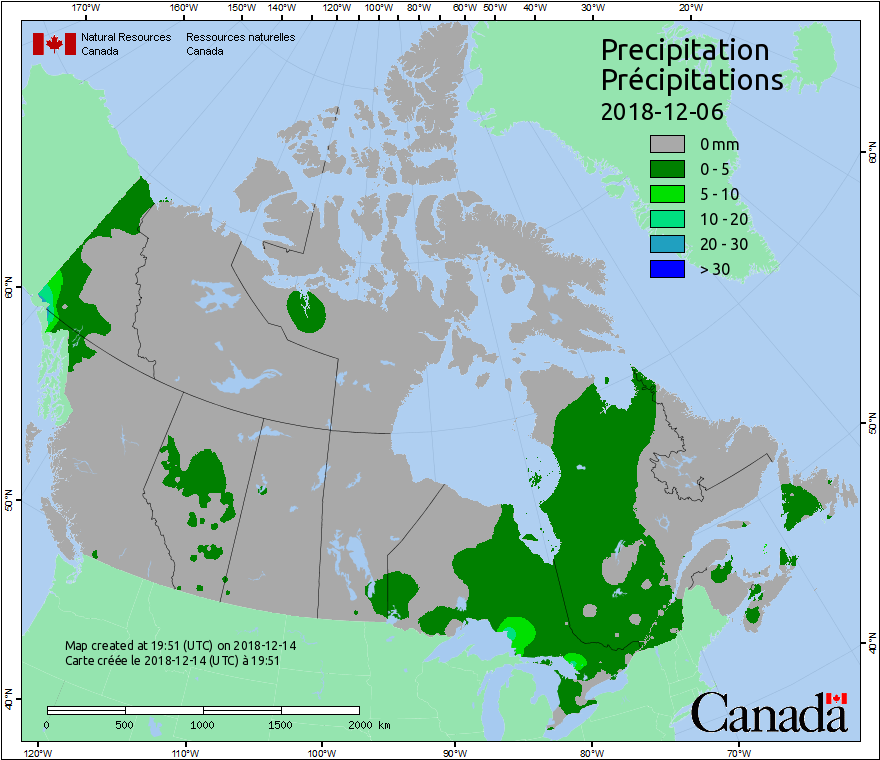 170°W 160°W 150°W 140°W 130°W 120°W 110°W 100°W 90°W 80°W 70°W 60°W 50°W 40°W 30°W 20°W
Natural Resources Canada
Ressources naturelles Canada
Precipitation
Précipitations
2018-12-06
0 mm
0 - 5
5 - 10
10 - 20
20 - 30
> 30
60°N
50°N
40°N
60°N
50°N
40°N
Map created at 19:51 (UTC) on 2018-12-14
Carte créée le 2018-12-14 (UTC) à 19:51
0 500 1000 1500 2000 km
Canada
120°W 110°W 100°W 90°W 80°W 70°W